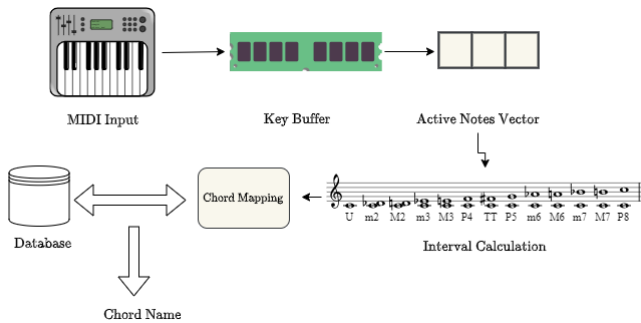 MIDI Input
Key Buffer
Active Notes Vector
Chord Mapping
U m2 M2 m3 M3 P4 TT P5 m6 M6 m7 M7 P8
Database
Interval Calculation
Chord Name